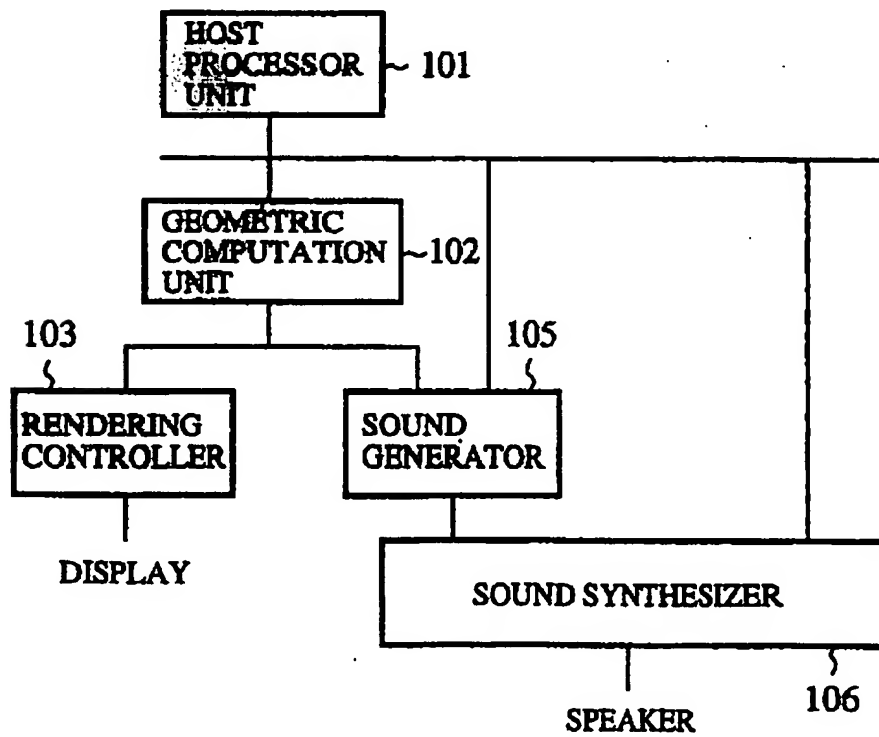 HOST
PROCESSOR
UNIT
101
GEOMETRIC
COMPUTATION
UNIT
102
103
105
RENDERING
CONTROLLER
SOUND
GENERATOR
DISPLAY
SOUND SYNTHESIZER
106
SPEAKER